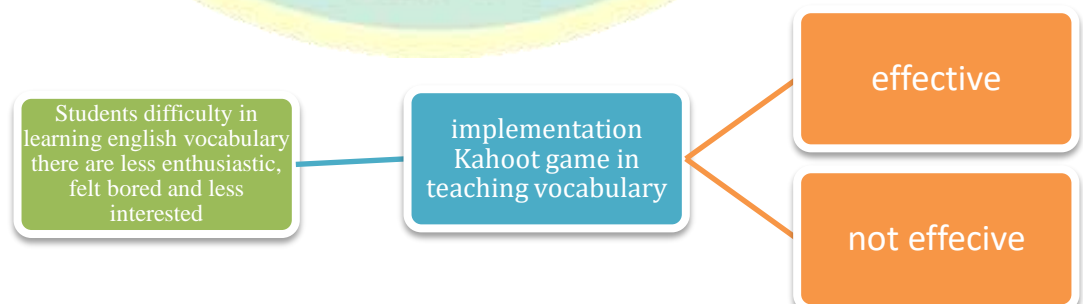 Students difficulty in
learning english vocabulary
there are less enthusiastic,
felt bored and less
interested
implementation
Kahoot game in
teaching vocabulary
effective
not effecive